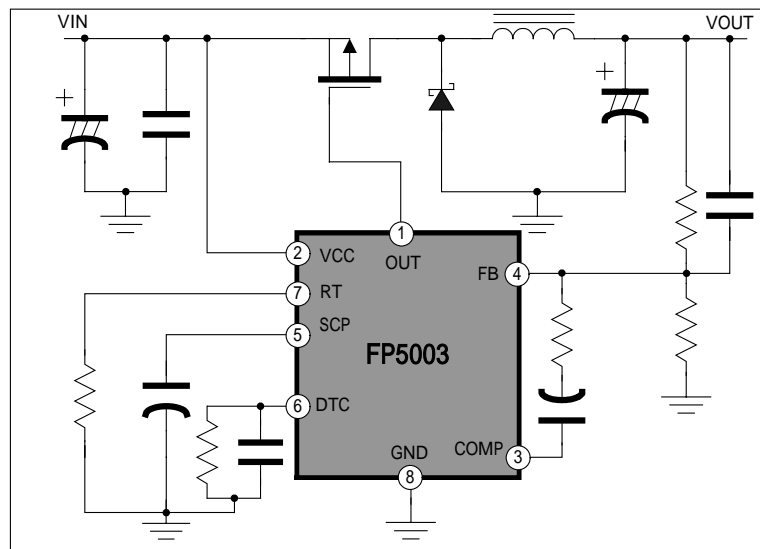 VIN
VOUT
+
+
1
OUT
2
VCC
FB
4
7
RT
5
SCP
FP5003
6
DTC
GND
8
COMP
3